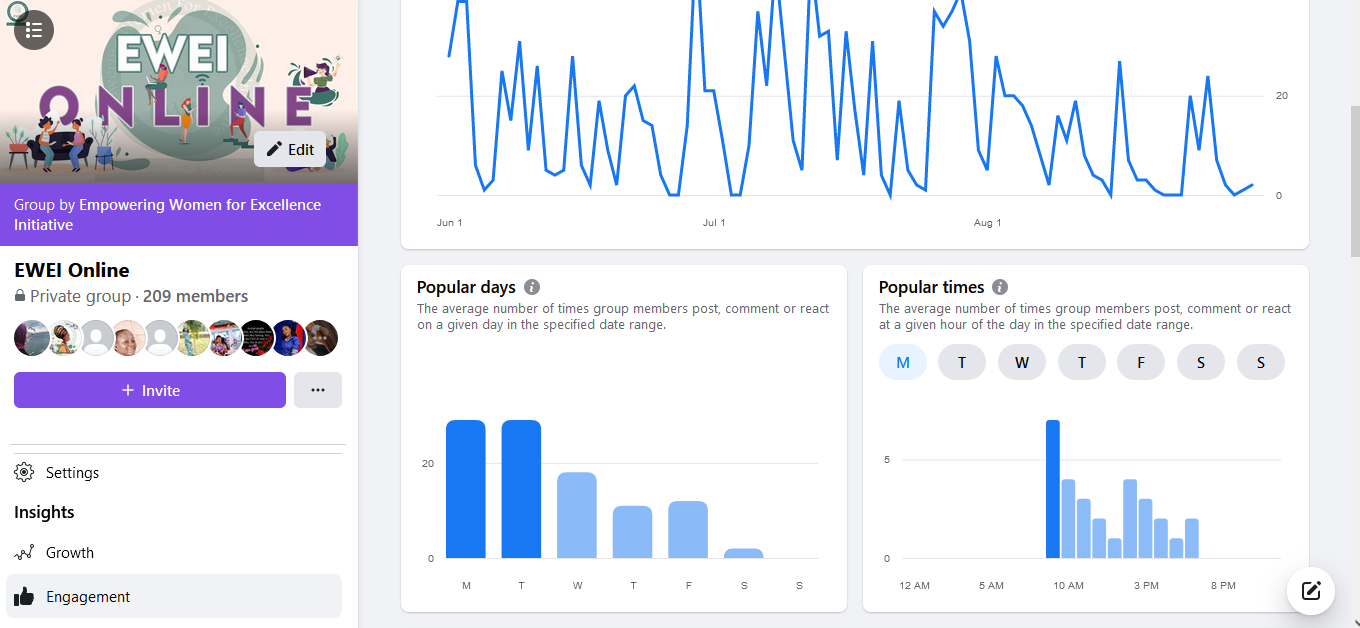 EWEI
ONLINE
Edit
Group by Empowering Women for Excellence
Initiative
EWEI Online
Private group · 209 members
+ Invite
...
Settings
Insights
Growth
Engagement
20
0
Jun 1
Jul 1
Aug 1
Popular days
The average number of times group members post, comment or react
on a given day in the specified date range.
20
0
M T W T F S S
Popular times
The average number of times group members post, comment or react
at a given hour of the day in the specified date range.
M T W T F S S
5
0
12 AM 5 AM 10 AM 3 PM 8 PM